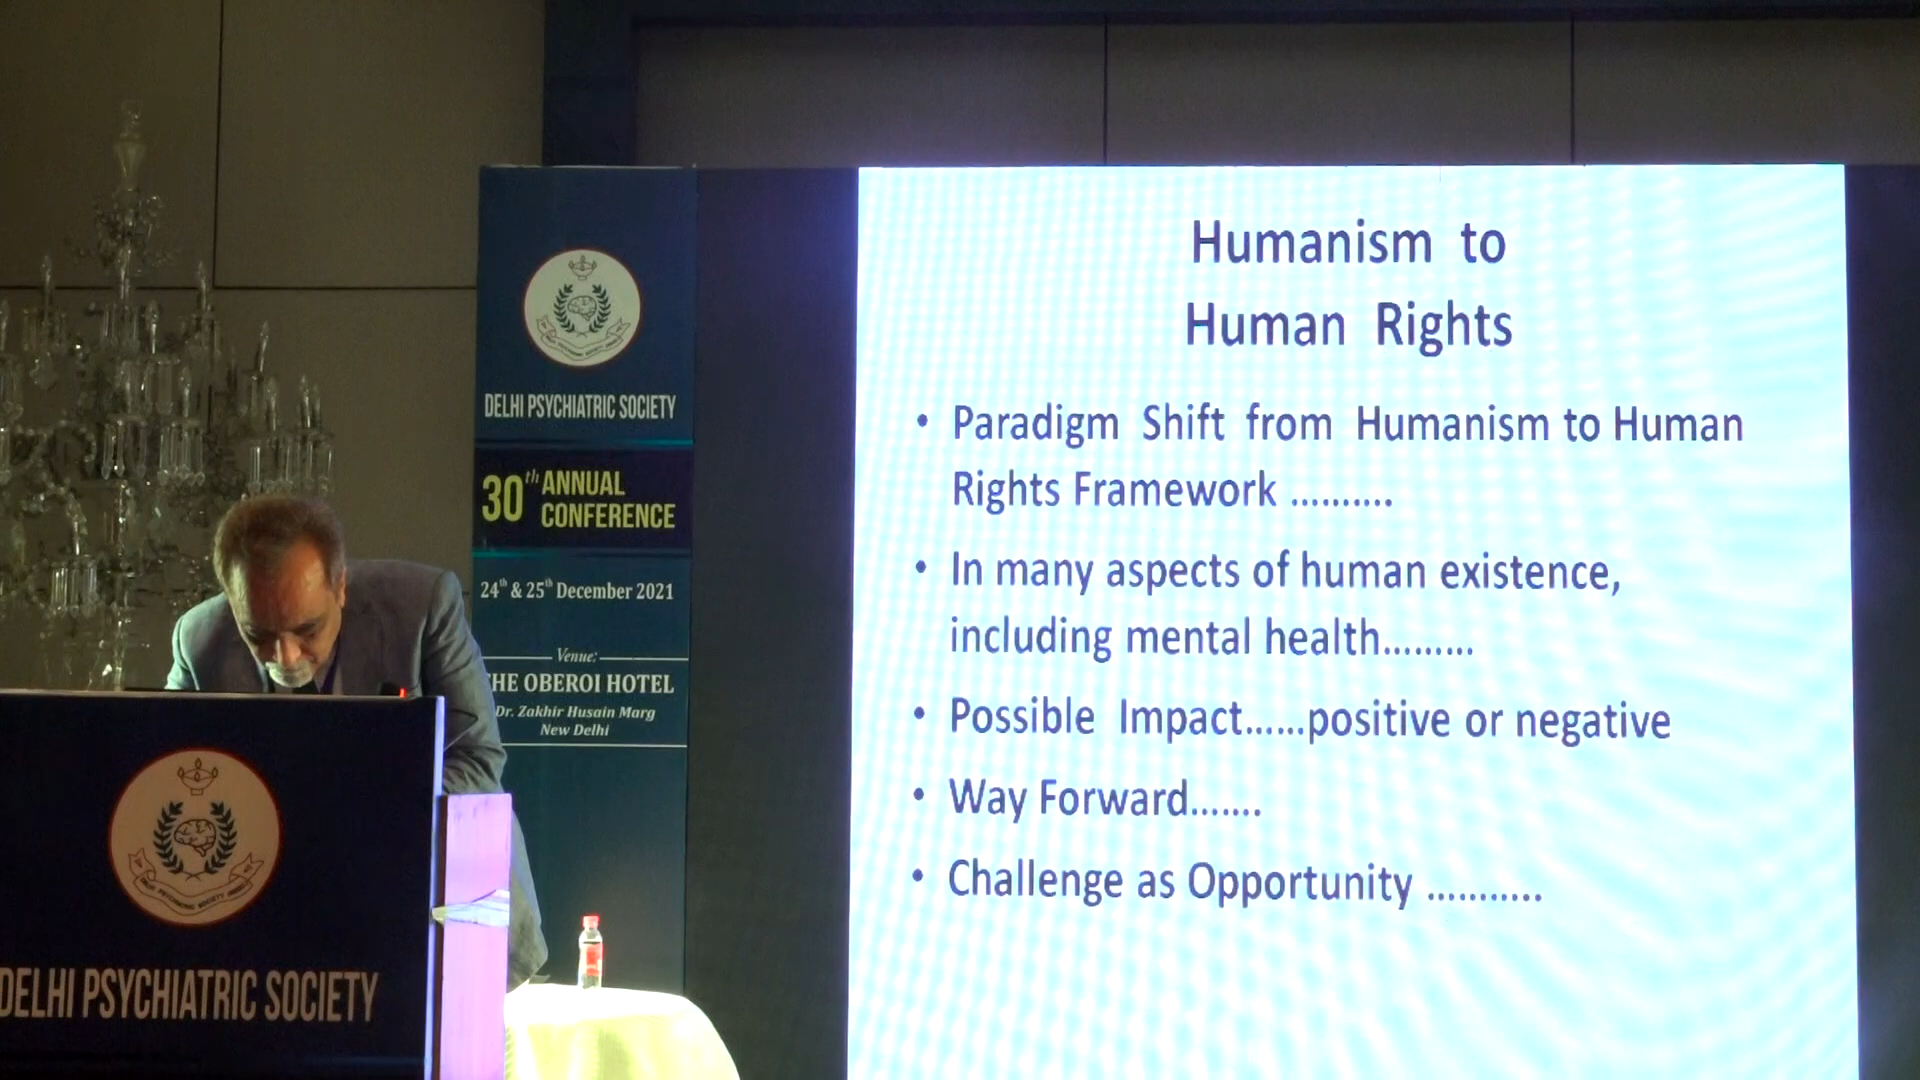 DELHI PSYCHIATRIC SOCIETY
30th ANNUAL
CONFERENCE
24th & 25th December 2021
Venue:
HE OBEROI HOTEL
Dr. Zakhir Husain Marg
New Delhi
DELHI PSYCHIATRIC SOCIETY
Humanism to
Human Rights
• Paradigm Shift from Humanism to Human
Rights Framework ..........
• In many aspects of human existence,
including mental health.........
• Possible Impact......positive or negative
• Way Forward.......
• Challenge as Opportunity ...........